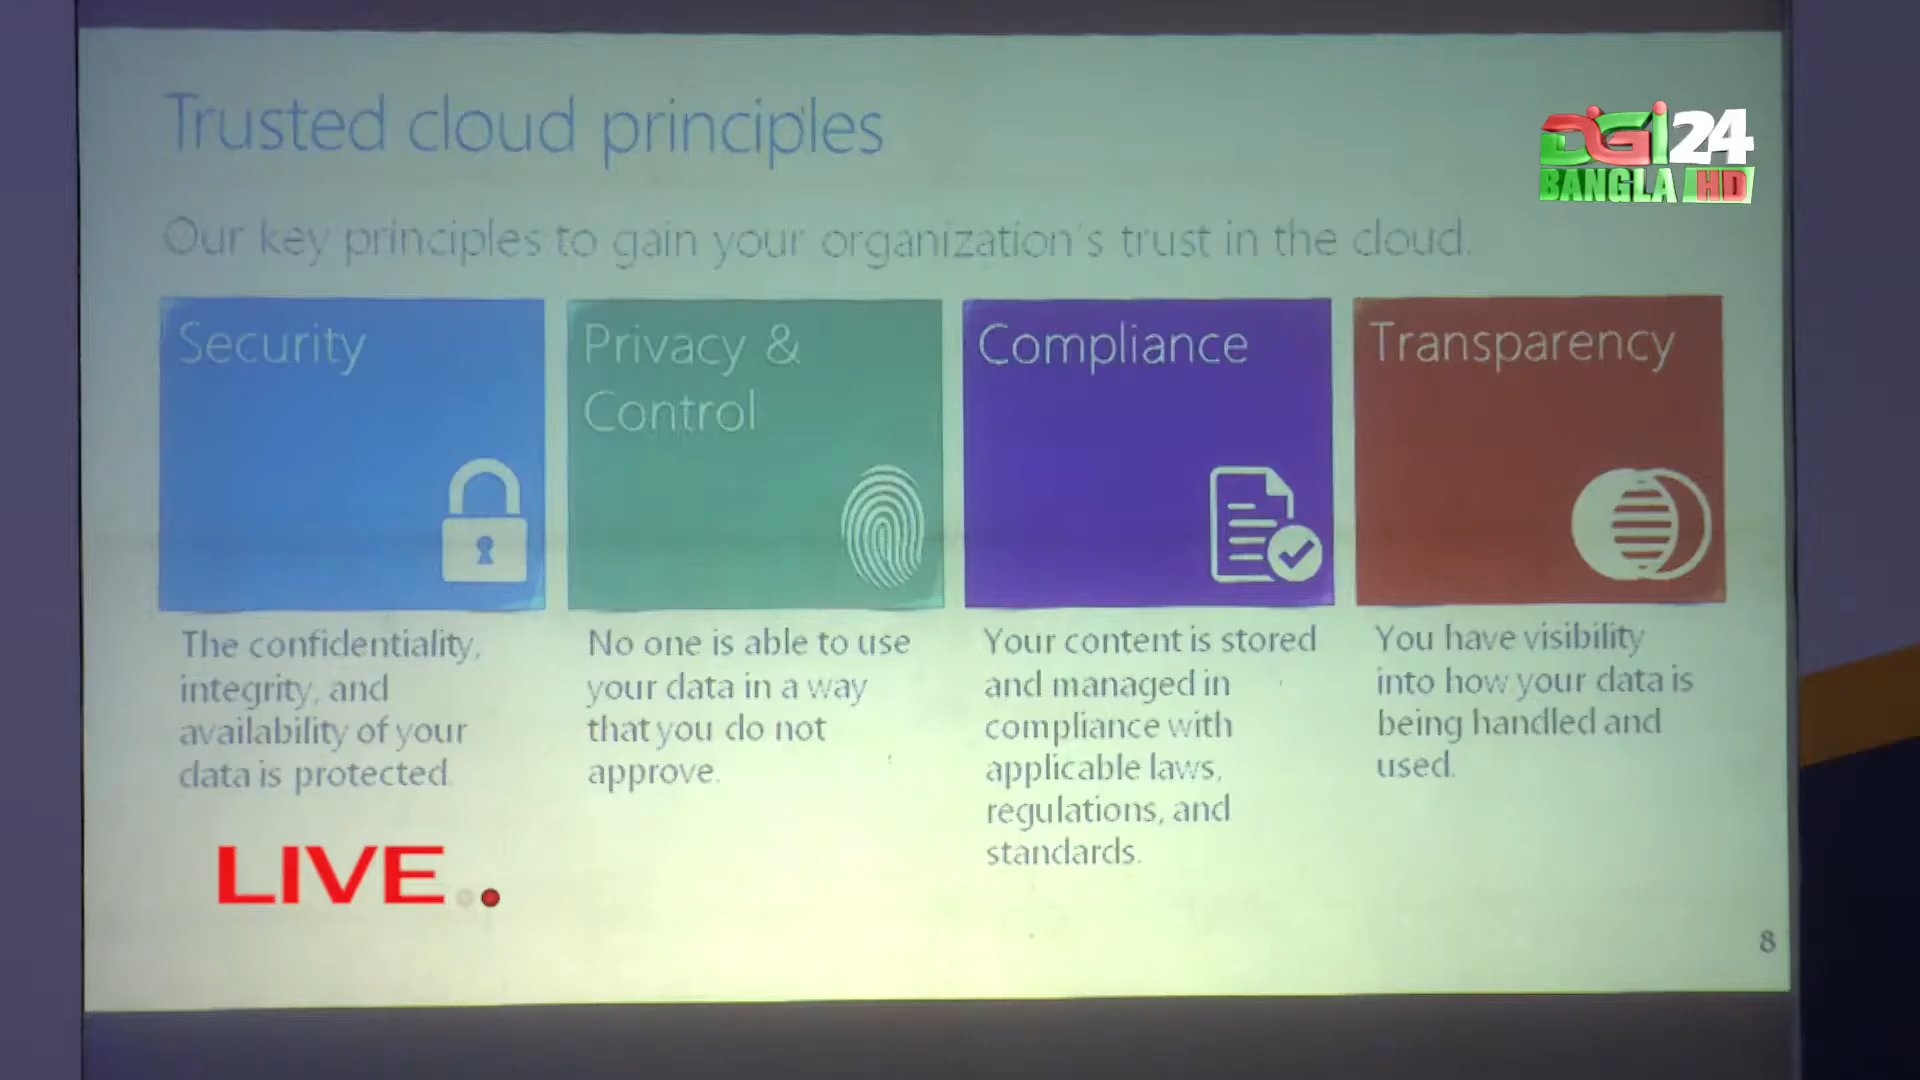 Trusted cloud principles
DiGi24
BANGLA HD
Our key principles to gain your organization's trust in the cloud.
Security
Privacy &
Control
Compliance
Transparency
The confidentiality,
integrity, and
availability of your
data is protected.
No one is able to use
your data in a way
that you do not
approve.
Your content is stored
and managed in
compliance with
applicable laws,
regulations, and
standards.
You have visibility
into how your data is
being handled and
used.
LIVE
8